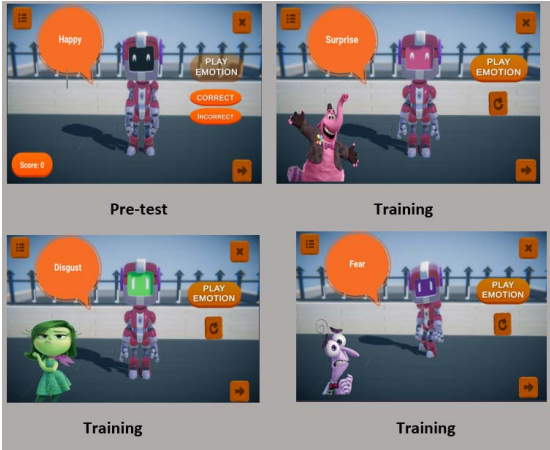 Happy
PLAY
EMOTION
CORRECT
INCORRECT
Score: 0
Pre-test
Surprise
PLAY
EMOTION
Training
Disgust
PLAY
EMOTION
Training
Fear
PLAY
EMOTION
Training